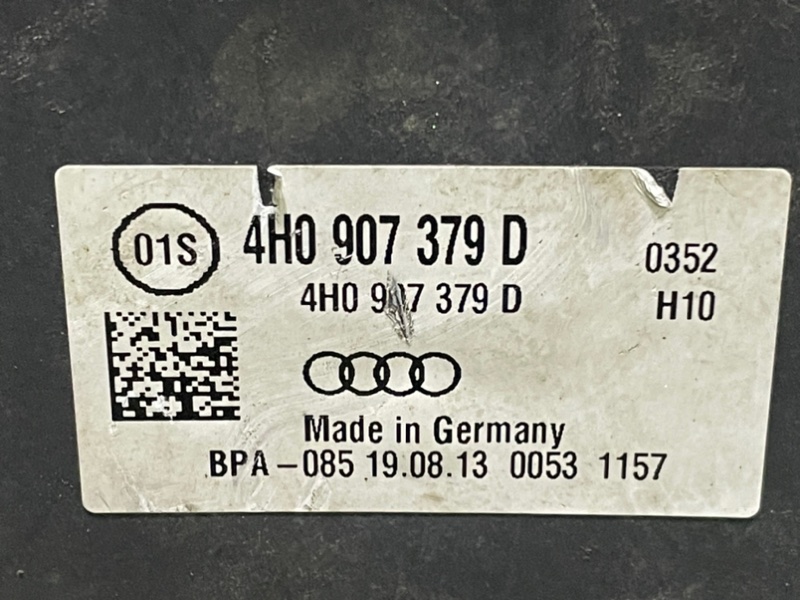 01S 4H0 907 379 D 0352
4H0 907 379 D H10
Made in Germany
BPA-085 19.08.13 0053 1157